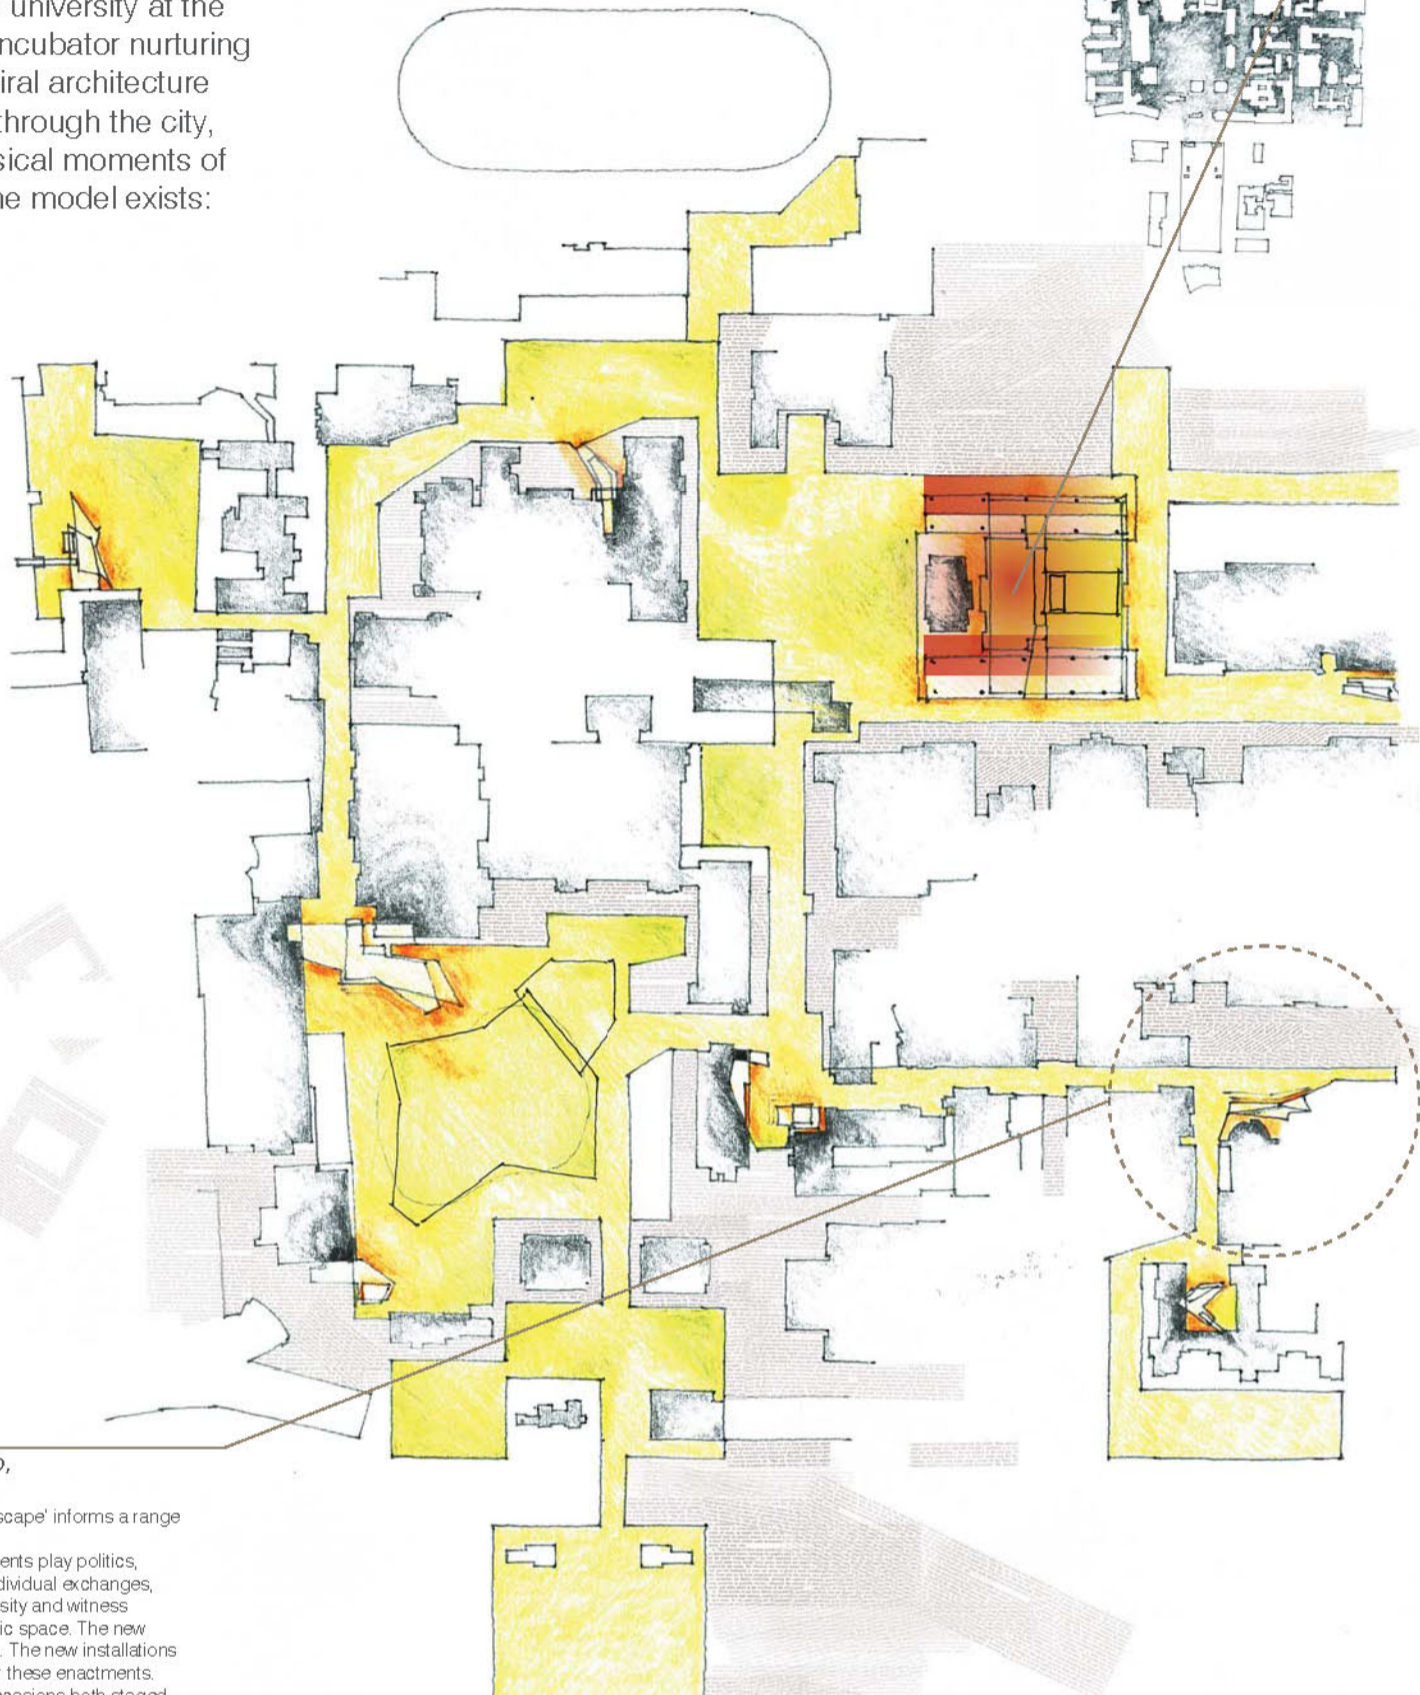 university at the
ncubator nurturing
iral architecture
through the city,
sical moments of
ne model exists:
o,
scape' informs a range
ents play politics,
dividual exchanges,
sity and witness
ic space. The new
. The new installations
these enactments.